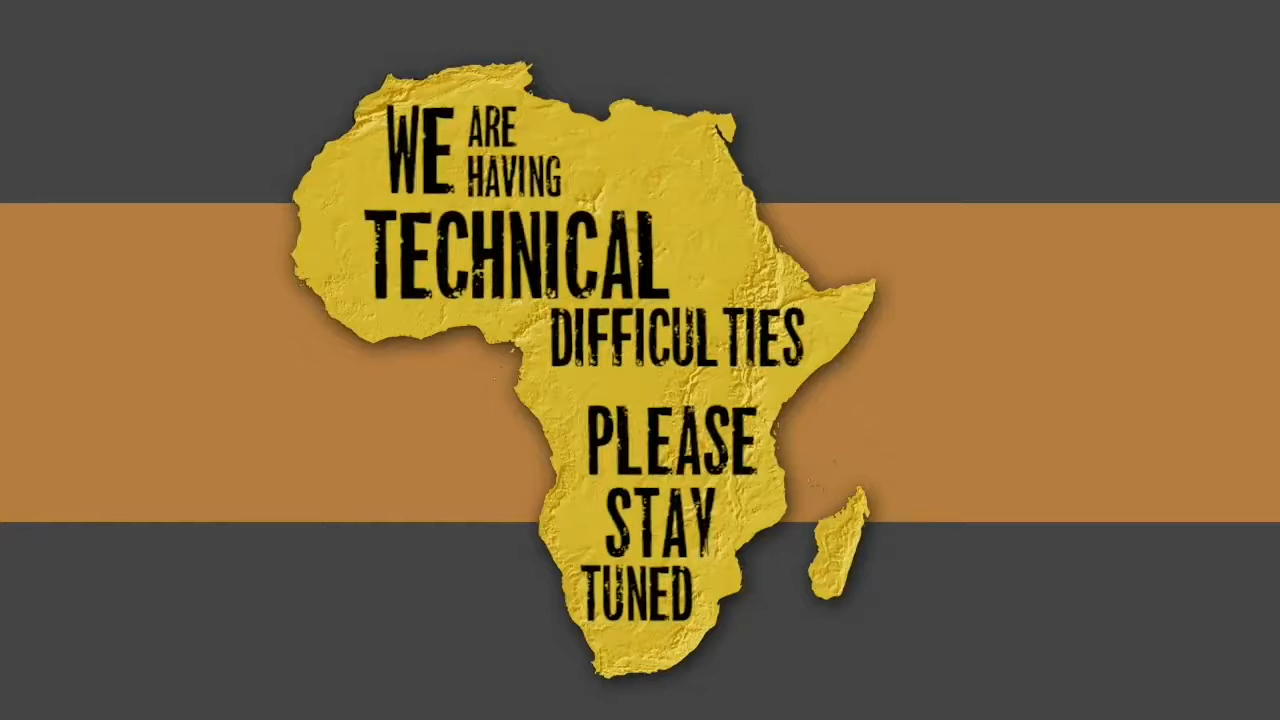 WE ARE
HAVING
TECHNICAL
DIFFICULTIES
PLEASE
STAY
TUNED